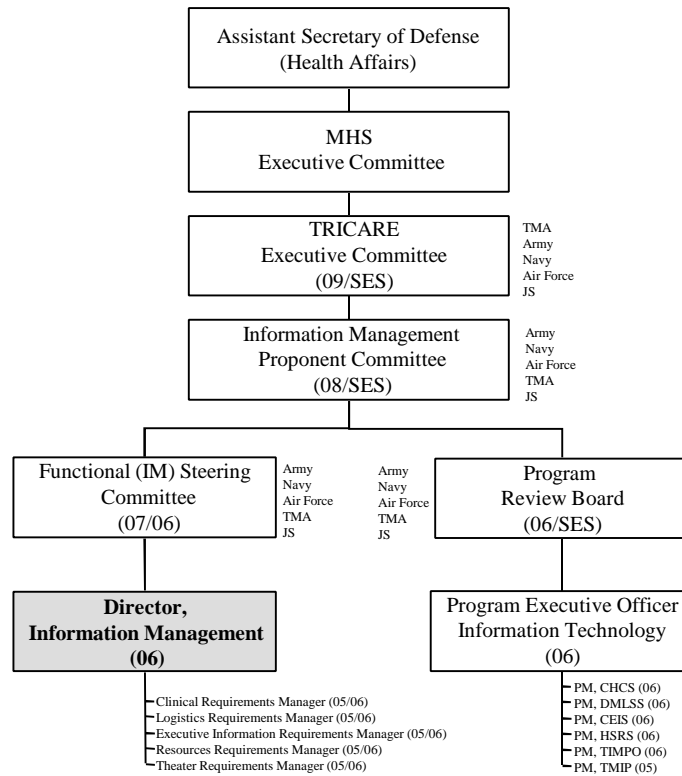 Assistant Secretary of Defense
(Health Affairs)
MHS
Executive Committee
TRICARE
Executive Committee
(09/SES)
TMA
Army
Navy
Air Force
JS
Information Management
Proponent Committee
(08/SES)
Army
Navy
Air Force
TMA
JS
Functional (IM) Steering
Committee
(07/06)
Army
Navy
Air Force
TMA
JS
Army
Navy
Air Force
TMA
JS
Program
Review Board
(06/SES)
Director,
Information Management
(06)
Clinical Requirements Manager (05/06)
Logistics Requirements Manager (05/06)
Executive Information Requirements Manager (05/06)
Resources Requirements Manager (05/06)
Theater Requirements Manager (05/06)
Program Executive Officer
Information Technology
(06)
PM, CHCS (06)
PM, DMLSS (06)
PM, CEIS (06)
PM, HSRS (06)
PM, TIMPO (06)
PM, TMIP (05)